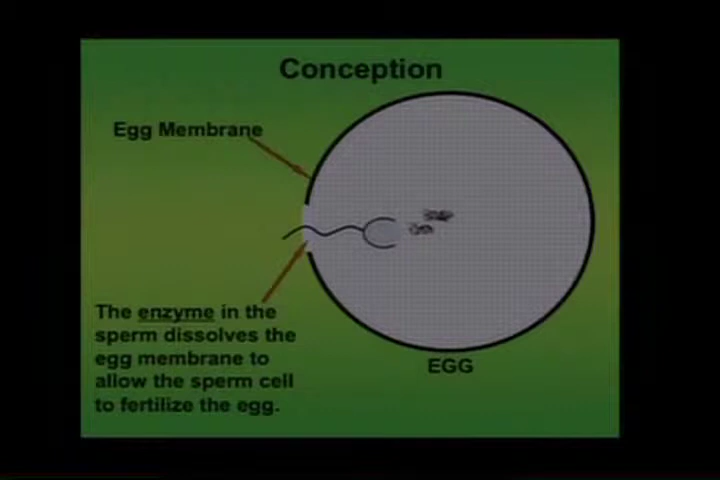 Conception
Egg Membrane
The enzyme in the
sperm dissolves the
egg membrane to
allow the sperm cell
to fertilize the egg.
EGG